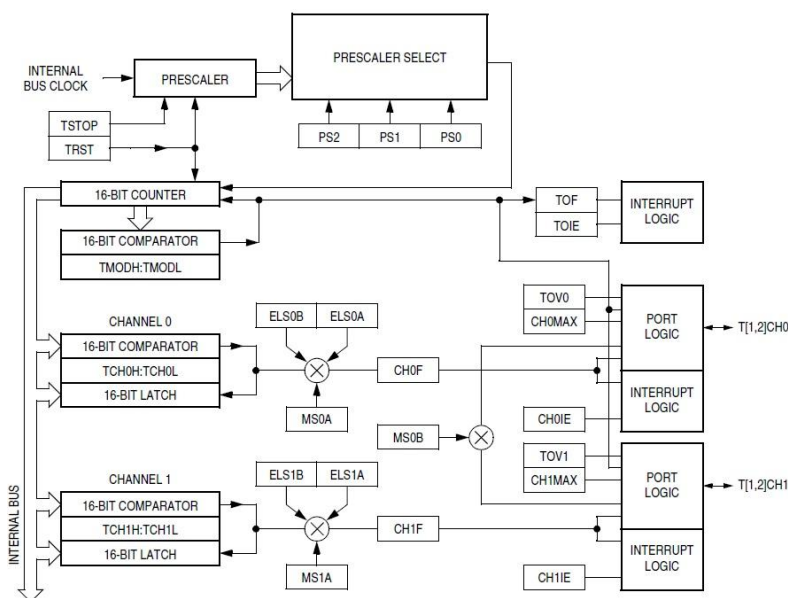 PRESCALER SELECT
INTERNAL
BUS CLOCK
PRESCALER
TSTOP
TRST
PS2
PS1
PS0
16-BIT COUNTER
TOF
TOIE
INTERRUPT
LOGIC
16-BIT COMPARATOR
TMODH:TMODL
CHANNEL 0
16-BIT COMPARATOR
TCH0H:TCH0L
16-BIT LATCH
ELS0B
ELS0A
MS0A
CH0F
TOV0
CH0MAX
PORT
LOGIC
T[1,2]CH0
INTERRUPT
LOGIC
CH0IE
MS0B
CHANNEL 1
16-BIT COMPARATOR
TCH1H:TCH1L
16-BIT LATCH
ELS1B
ELS1A
MS1A
CH1F
TOV1
CH1MAX
PORT
LOGIC
T[1,2]CH1
INTERRUPT
LOGIC
CH1IE
INTERNAL BUS